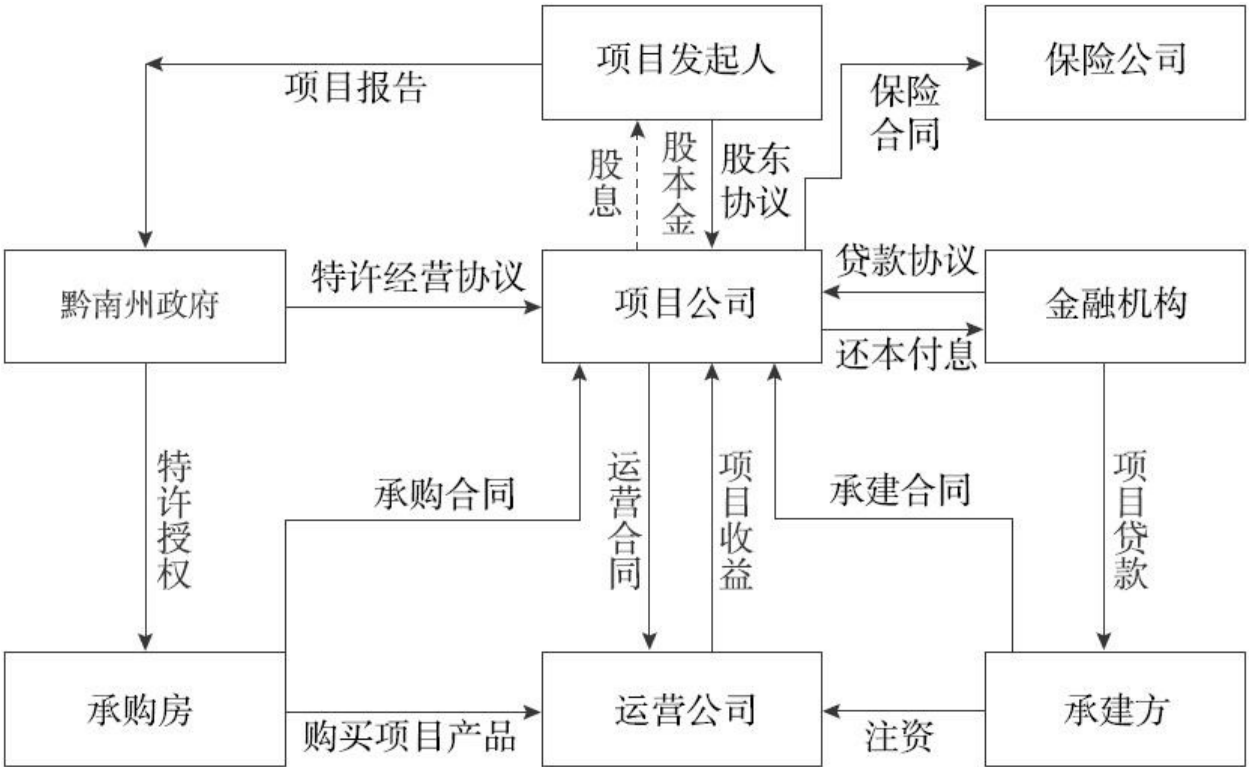 项目发起人
保险公司
项目报告
保险
合同
股息
股本金
股东
协议
黔南州政府
特许经营协议
项目公司
贷款协议
还本付息
金融机构
特许授权
承购合同
运营合同
项目收益
承建合同
项目贷款
承购房
购买项目产品
运营公司
注资
承建方